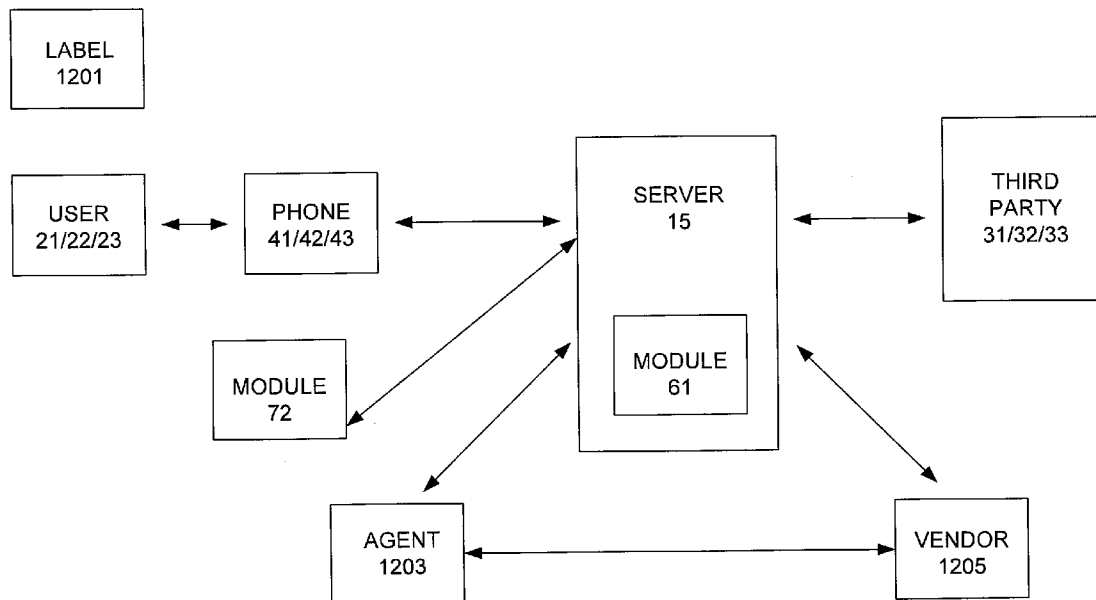 LABEL
1201
USER
21/22/23
PHONE
41/42/43
SERVER
15
THIRD
PARTY
31/32/33
MODULE
72
MODULE
61
AGENT
1203
VENDOR
1205